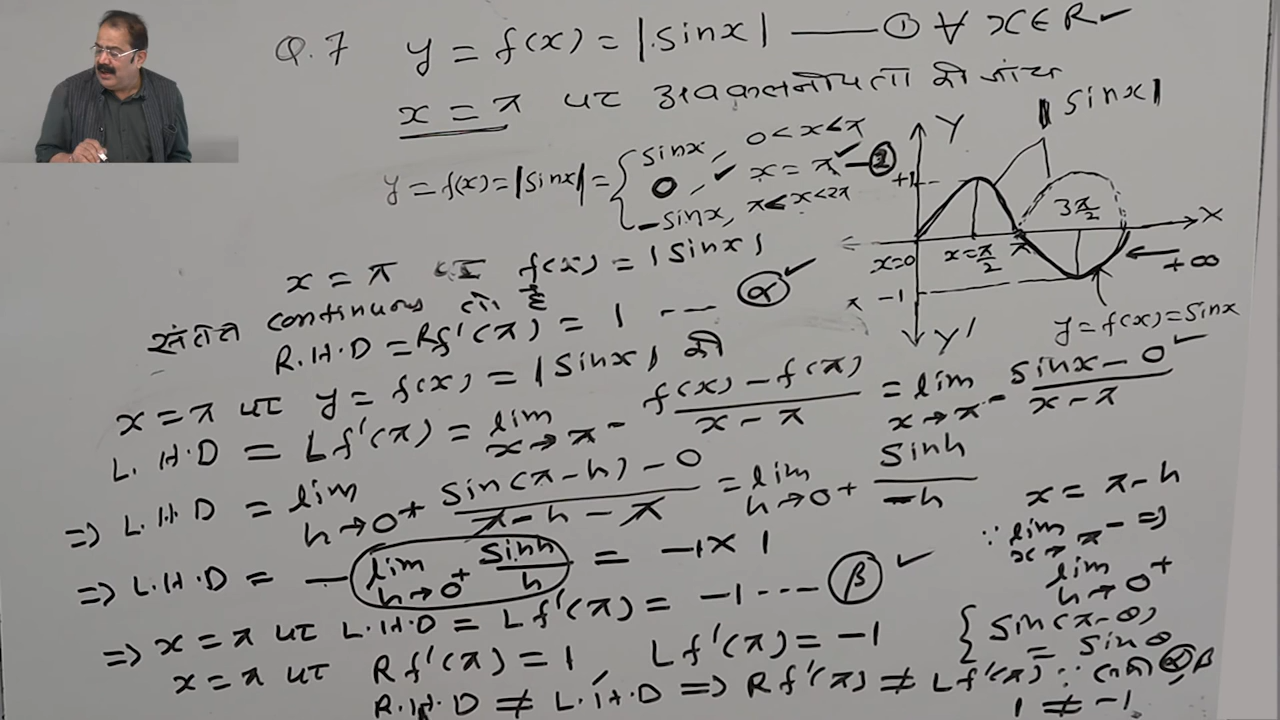 Q.7 y = f(x) = |sinx| —— ① ∀ x∈R ✓
x = π पर अवकलनीयता की जांच
y = f(x) = |sinx| = { sinx, 0<x<π
0, ✓ x = π ✓ —②
-sinx, π<x<2π
|sinx|
Y
+1
3π/2
X
x=0 x=π/2 π
+∞
-1
Y'
y = f(x) = sinx
x = π पर f(x) = |sinx|
संतत continuous तो है
R.H.D = Rf'(π) = 1 --- α ✓
x = π पर y = f(x) = |sinx| की
L.H.D = Lf'(π) = lim x→π- f(x)-f(π)/x-π = lim x→π- sinx-0/x-π ✓
⇒ L.H.D = lim h→0+ sin(π-h)-0/π-h-π = lim h→0+ sinh/-h
x = π-h
∵ lim x→π- ⇒
lim h→0+
⇒ L.H.D = - lim h→0+ sinh/h = -1×1
⇒ x = π पर L.H.D = Lf'(π) = -1 ---- β ✓
{ sin(π-θ)
= sinθ
x = π पर Rf'(π) = 1, Lf'(π) = -1
R.H.D ≠ L.H.D ⇒ Rf'(π) ≠ Lf'(π) ∵ α, β
1 ≠ -1